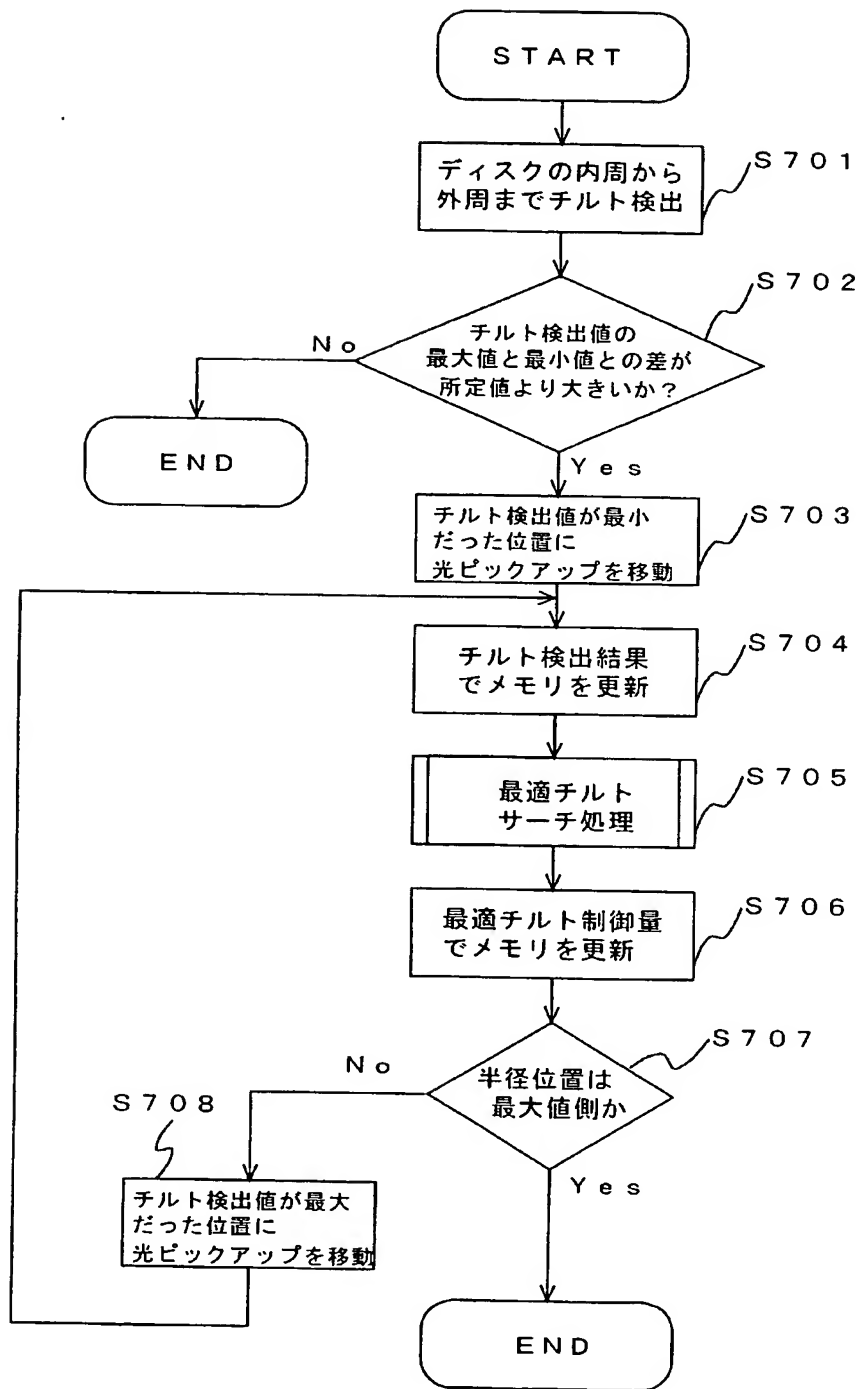 START
ディスクの内周から
外周までチルト検出
S701
S702
チルト検出値の
最大値と最小値との差が
所定値より大きいか?
No
END
Yes
チルト検出値が最小
だった位置に
光ピックアップを移動
S703
チルト検出結果
でメモリを更新
S704
最適チルト
サーチ処理
S705
最適チルト制御量
でメモリを更新
S706
S707
半径位置は
最大値側か
No
S708
チルト検出値が最大
だった位置に
光ピックアップを移動
Yes
END